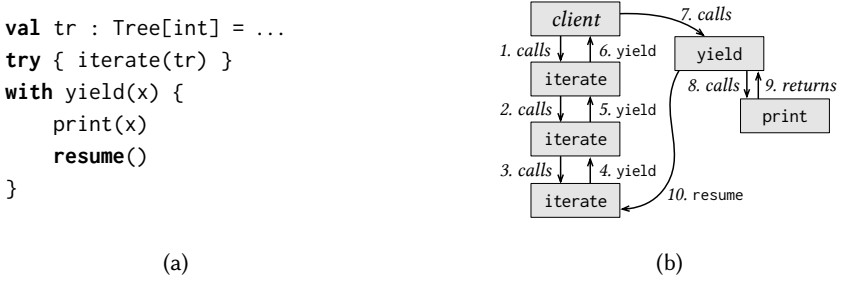 val tr : Tree[int] = ...
try { iterate(tr) }
with yield(x) {
    print(x)
    resume()
}
(a)
client
7. calls
1. calls
6. yield
yield
iterate
8. calls
9. returns
2. calls
5. yield
print
iterate
3. calls
4. yield
10. resume
iterate
(b)